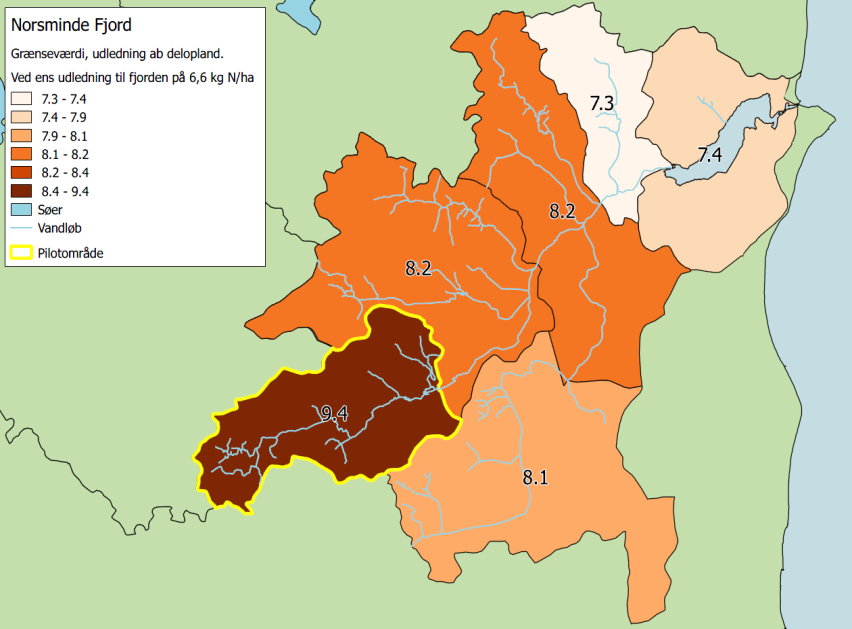 Norsminde Fjord
Grænseværdi, udledning ab delopland.
Ved ens udledning til fjorden på 6,6 kg N/ha
7.3 - 7.4
7.4 - 7.9
7.9 - 8.1
8.1 - 8.2
8.2 - 8.4
8.4 - 9.4
Søer
Vandløb
Pilotområde
7.3
7.4
8.2
8.2
9.4
8.1